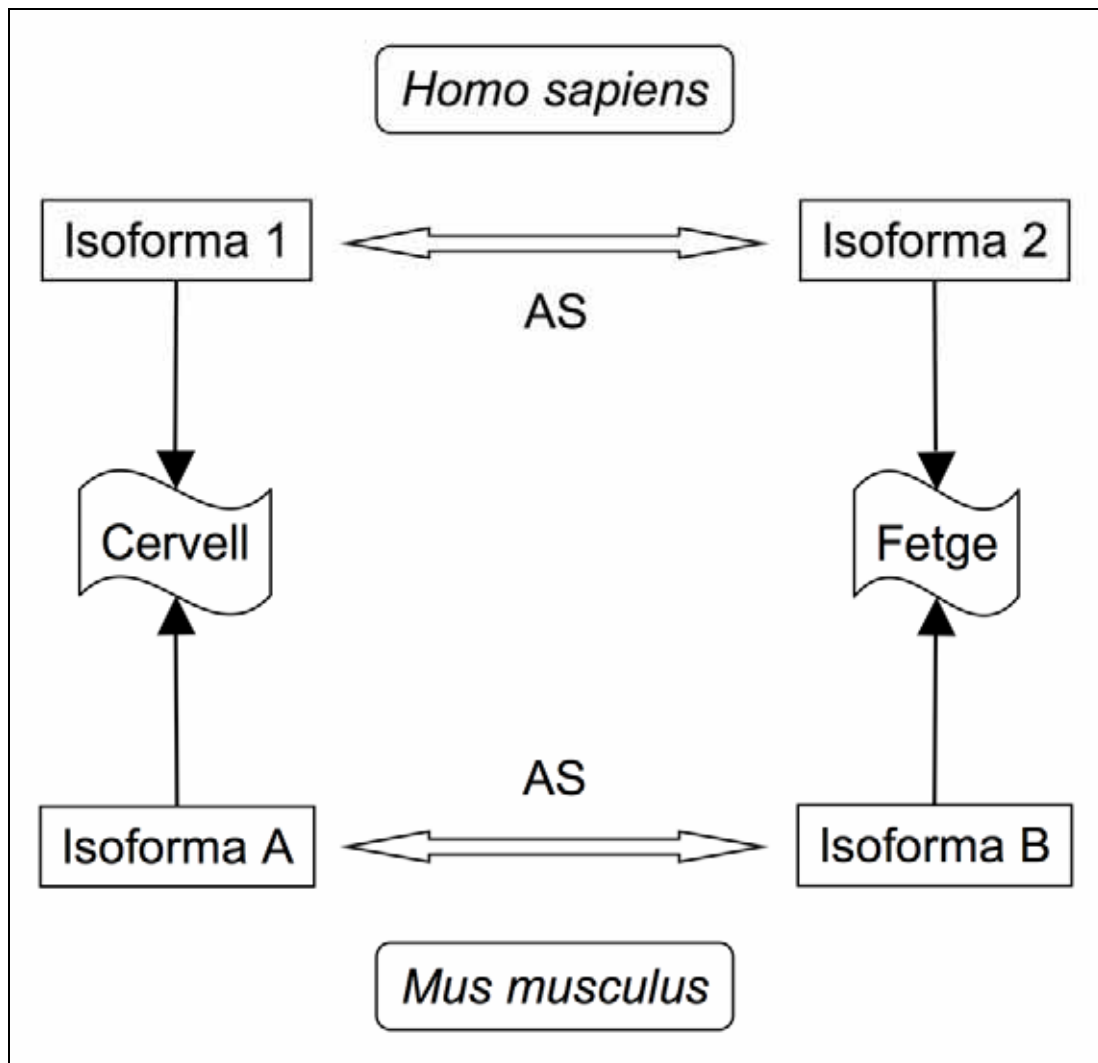 Homo sapiens
Isoforma 1
Isoforma 2
AS
Cervell
Fetge
AS
Isoforma A
Isoforma B
Mus musculus